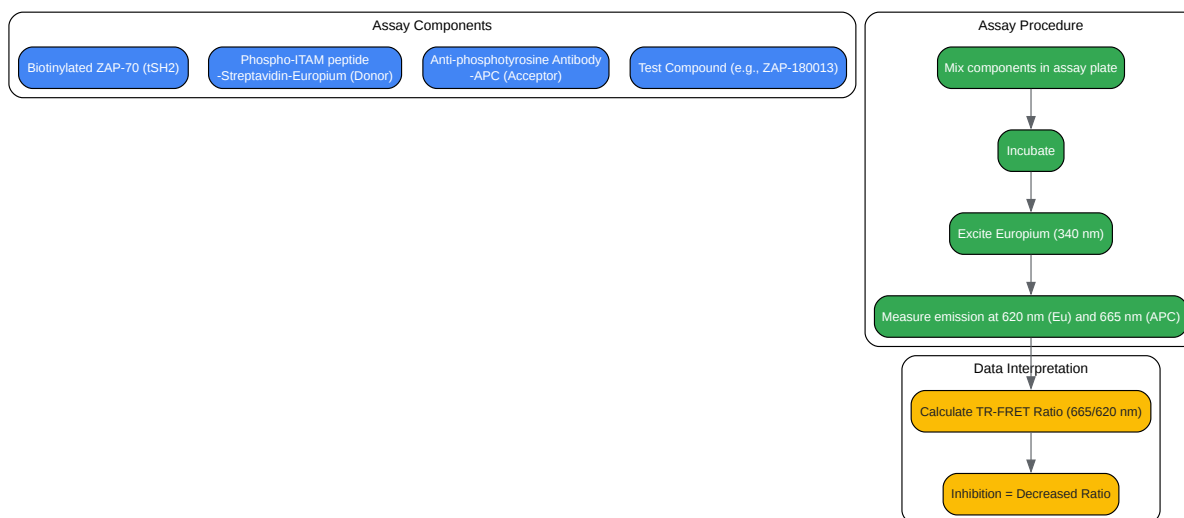 Assay Components
Biotinylated ZAP-70 (tSH2)
Phospho-ITAM peptide
-Streptavidin-Europium (Donor)
Anti-phosphotyrosine Antibody
-APC (Acceptor)
Test Compound (e.g., ZAP-180013)
Assay Procedure
Mix components in assay plate
Incubate
Excite Europium (340 nm)
Measure emission at 620 nm (Eu) and 665 nm (APC)
Data Interpretation
Calculate TR-FRET Ratio (665/620 nm)
Inhibition = Decreased Ratio